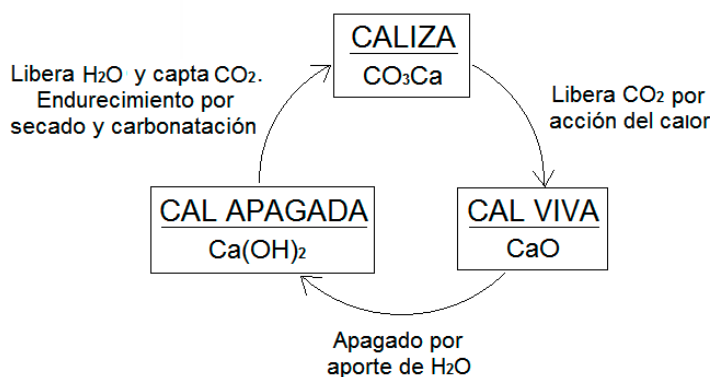 CALIZA
CO₃Ca
Libera H₂O y capta CO₂.
Endurecimiento por
secado y carbonatación
Libera CO₂ por
acción del calor
CAL APAGADA
Ca(OH)₂
CAL VIVA
CaO
Apagado por
aporte de H₂O